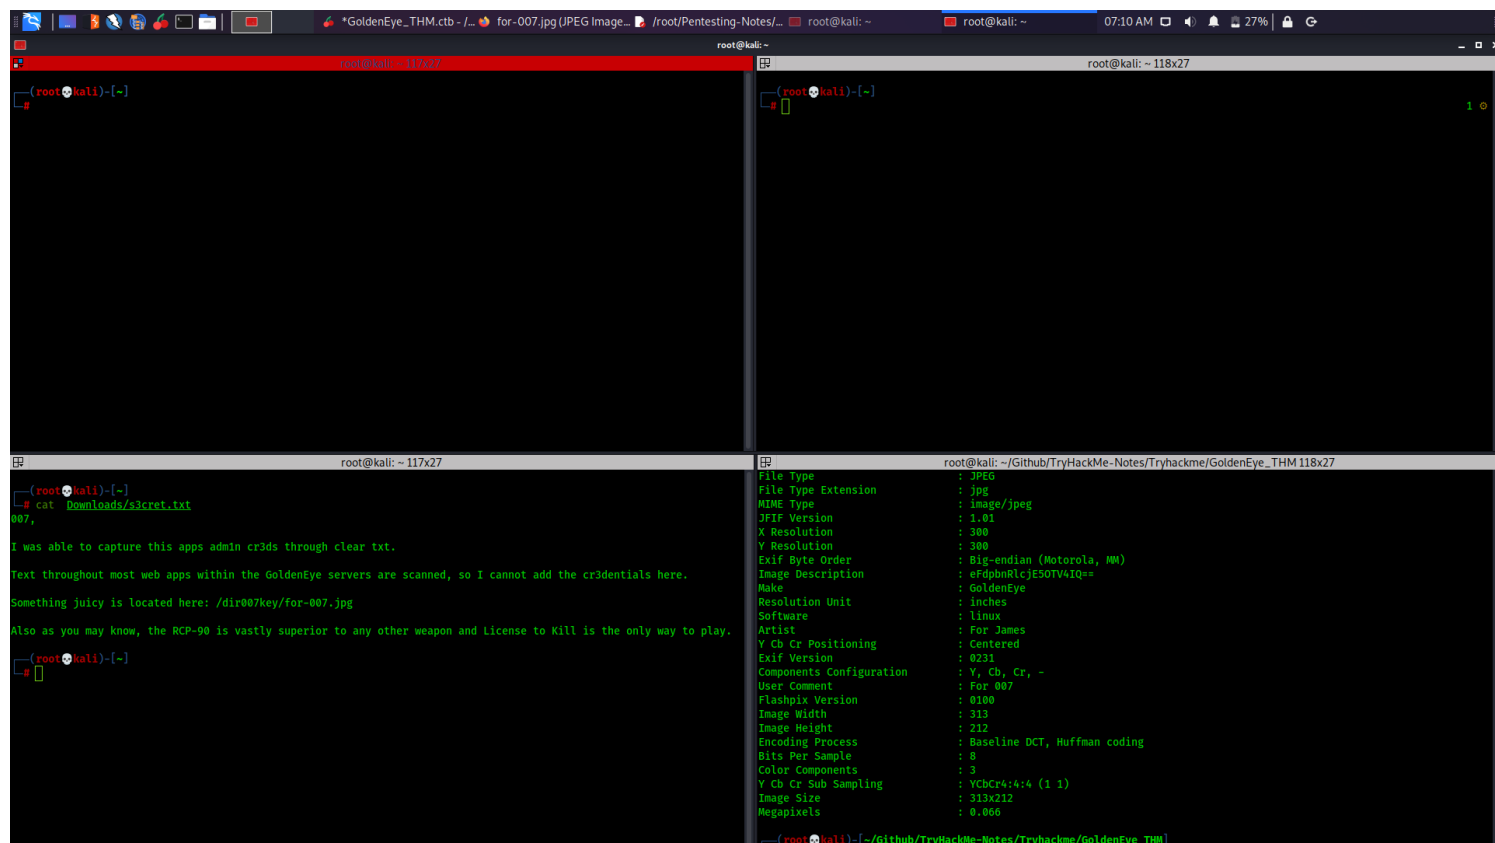 *GoldenEye_THM.ctb - /... for-007.jpg (JPEG Image... /root/Pentesting-Notes/... root@kali: ~ root@kali: ~ 07:10 AM 27%
root@kali: ~
root@kali: ~ 117x27
┌──(root💀kali)-[~]
└─#
root@kali: ~ 118x27
┌──(root💀kali)-[~]
└─# 1 ⚙
root@kali: ~ 117x27
┌──(root💀kali)-[~]
└─# cat Downloads/s3cret.txt
007,
I was able to capture this apps adm1n cr3ds through clear txt.
Text throughout most web apps within the GoldenEye servers are scanned, so I cannot add the cr3dentials here.
Something juicy is located here: /dir007key/for-007.jpg
Also as you may know, the RCP-90 is vastly superior to any other weapon and License to Kill is the only way to play.
┌──(root💀kali)-[~]
└─#
root@kali: ~/Github/TryHackMe-Notes/Tryhackme/GoldenEye_THM 118x27
File Type : JPEG
File Type Extension : jpg
MIME Type : image/jpeg
JFIF Version : 1.01
X Resolution : 300
Y Resolution : 300
Exif Byte Order : Big-endian (Motorola, MM)
Image Description : eFdpbnRlcjE5OTV4IQ==
Make : GoldenEye
Resolution Unit : inches
Software : linux
Artist : For James
Y Cb Cr Positioning : Centered
Exif Version : 0231
Components Configuration : Y, Cb, Cr, -
User Comment : For 007
Flashpix Version : 0100
Image Width : 313
Image Height : 212
Encoding Process : Baseline DCT, Huffman coding
Bits Per Sample : 8
Color Components : 3
Y Cb Cr Sub Sampling : YCbCr4:4:4 (1 1)
Image Size : 313x212
Megapixels : 0.066
┌──(root💀kali)-[~/Github/TryHackMe-Notes/Tryhackme/GoldenEye_THM]